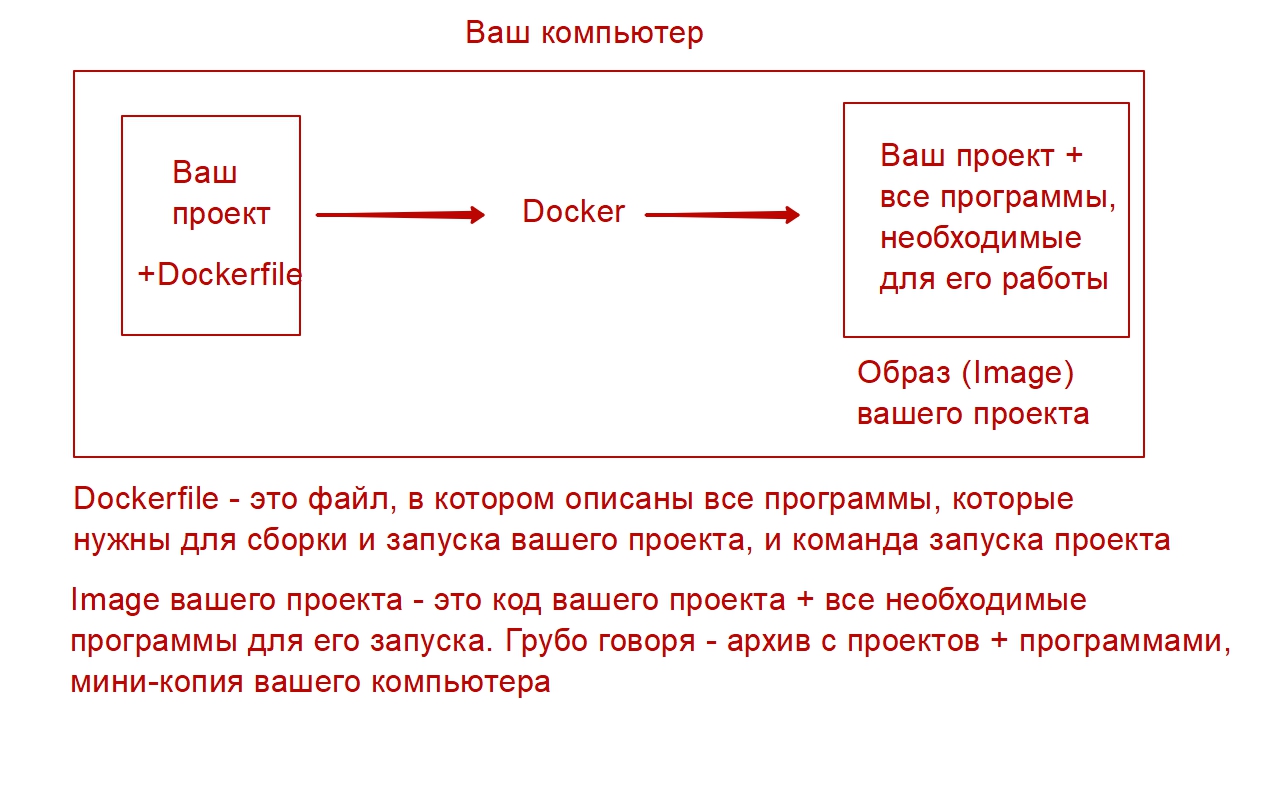 Ваш компьютер
Ваш
проект
+Dockerfile
Docker
Ваш проект +
все программы,
необходимые
для его работы
Образ (Image)
вашего проекта
Dockerfile - это файл, в котором описаны все программы, которые
нужны для сборки и запуска вашего проекта, и команда запуска проекта
Image вашего проекта - это код вашего проекта + все необходимые
программы для его запуска. Грубо говоря - архив с проектов + программами,
мини-копия вашего компьютера